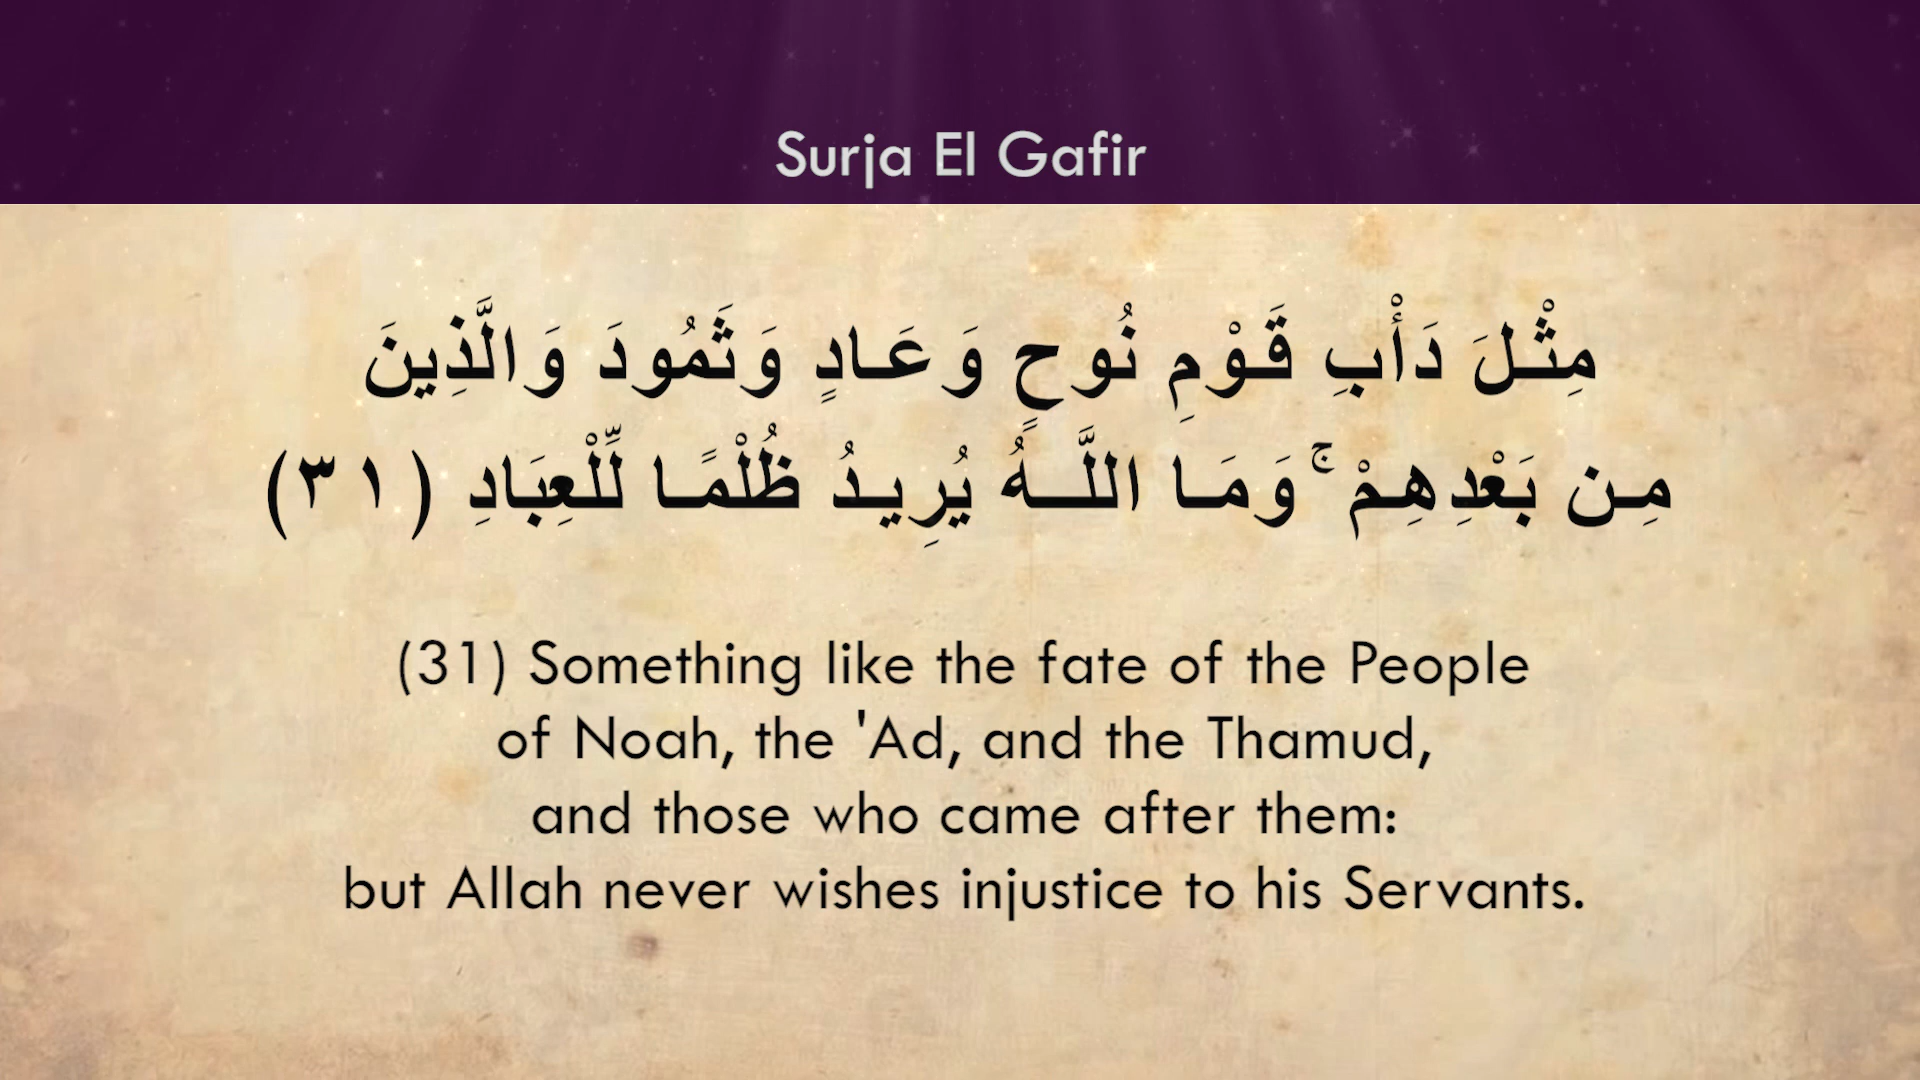 Surja El Gafir
مِثْلَ دَأْبِ قَوْمِ نُوحٍ وَعَادٍ وَثَمُودَ وَالَّذِينَ
مِن بَعْدِهِمْ ۚ وَمَا اللَّـهُ يُرِيدُ ظُلْمًا لِّلْعِبَادِ (٣١)
(31) Something like the fate of the People
of Noah, the 'Ad, and the Thamud,
and those who came after them:
but Allah never wishes injustice to his Servants.